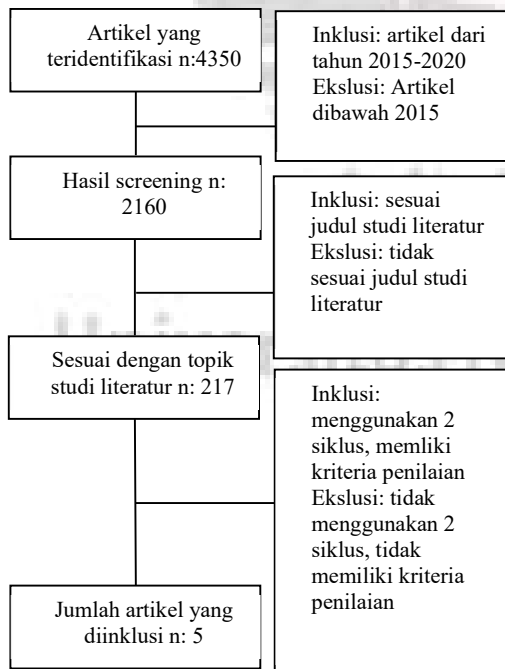 Artikel yang
teridentifikasi n:4350
Inklusi: artikel dari
tahun 2015-2020
Ekslusi: Artikel
dibawah 2015
Hasil screening n:
2160
Inklusi: sesuai
judul studi literatur
Ekslusi: tidak
sesuai judul studi
literatur
Sesuai dengan topik
studi literatur n: 217
Inklusi:
menggunakan 2
siklus, memliki
kriteria penilaian
Ekslusi: tidak
menggunakan 2
siklus, tidak
memiliki kriteria
penilaian
Jumlah artikel yang
diinklusi n: 5